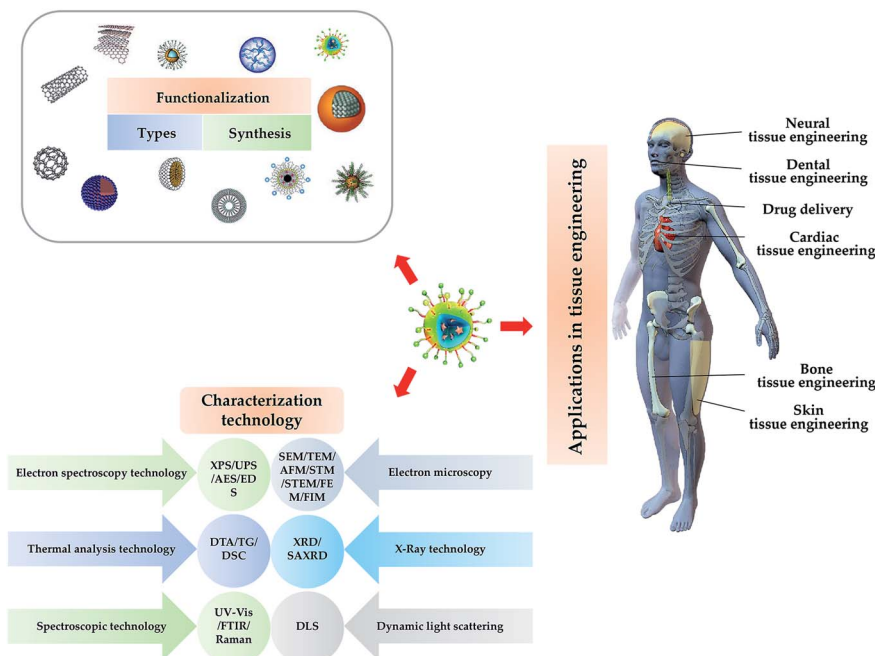 Functionalization
Types
Synthesis
Applications in tissue engineering
Neural
tissue engineering
Dental
tissue engineering
Drug delivery
Cardiac
tissue engineering
Bone
tissue engineering
Skin
tissue engineering
Characterization
technology
Electron spectroscopy technology
XPS/UPS
/AES/ED
S
SEM/TEM/
AFM/STM
/STEM/FE
M/FIM
Electron microscopy
Thermal analysis technology
DTA/TG/
DSC
XRD/
SAXRD
X-Ray technology
Spectroscopic technology
UV-Vis
/FTIR/
Raman
DLS
Dynamic light scattering